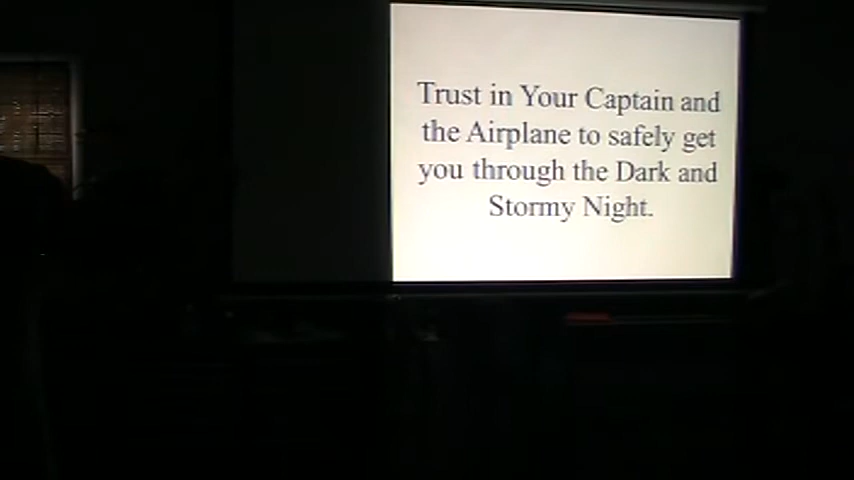 Trust in Your Captain and
the Airplane to safely get
you through the Dark and
Stormy Night.